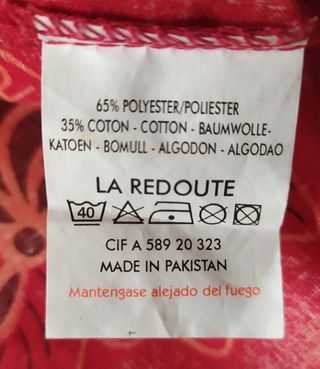 65% POLYESTER/POLIESTER
35% COTON - COTTON - BAUMWOLLE-
KATOEN - BOMULL - ALGODON - ALGODAO
LA REDOUTE
40
CIF A 589 20 323
MADE IN PAKISTAN
Mantengase alejado del fuego